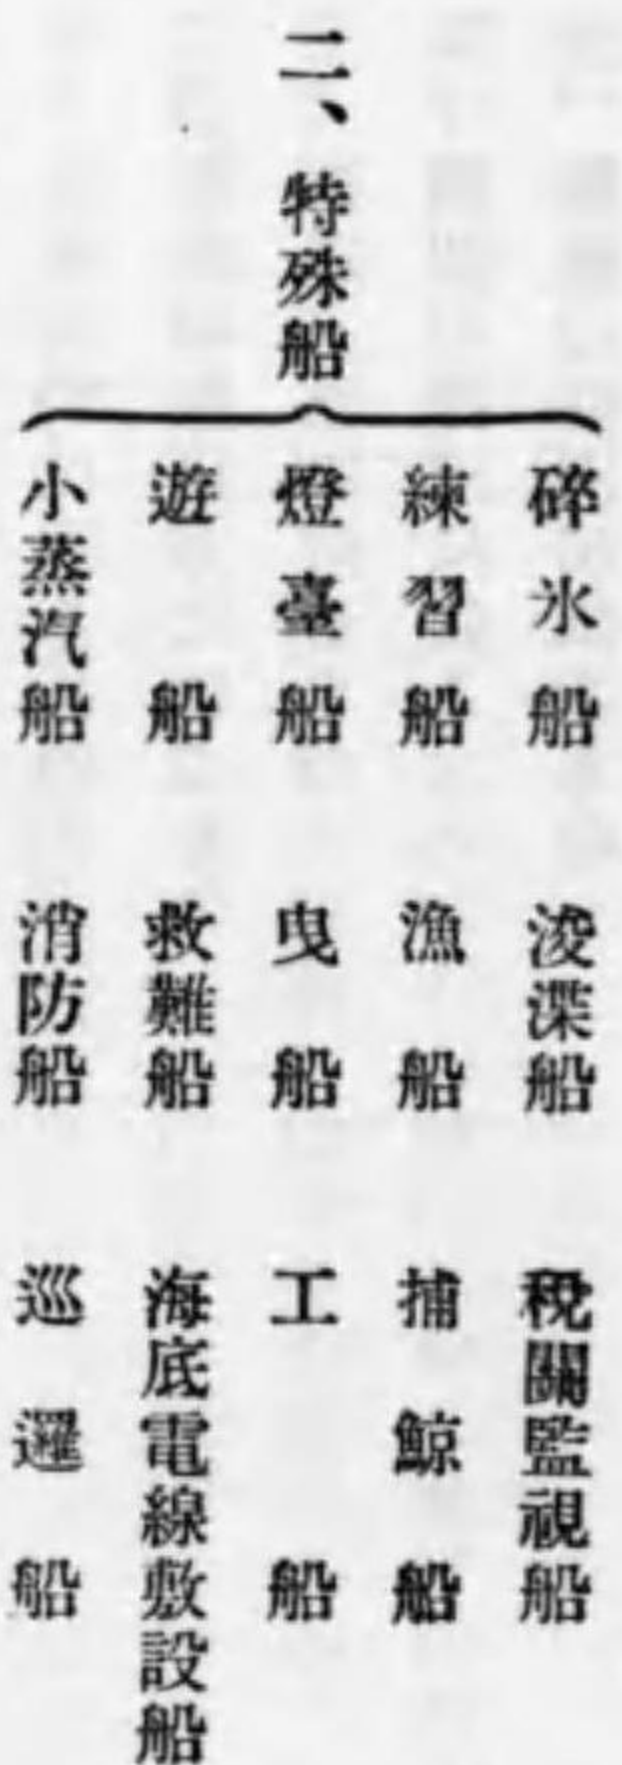 二、特殊船
碎氷船　浚渫船　稅關監視船
練習船　漁船　捕鯨船
燈臺船　曳船　工船
遊船　救難船　海底電線敷設船
小蒸汽船　消防船　巡邏船